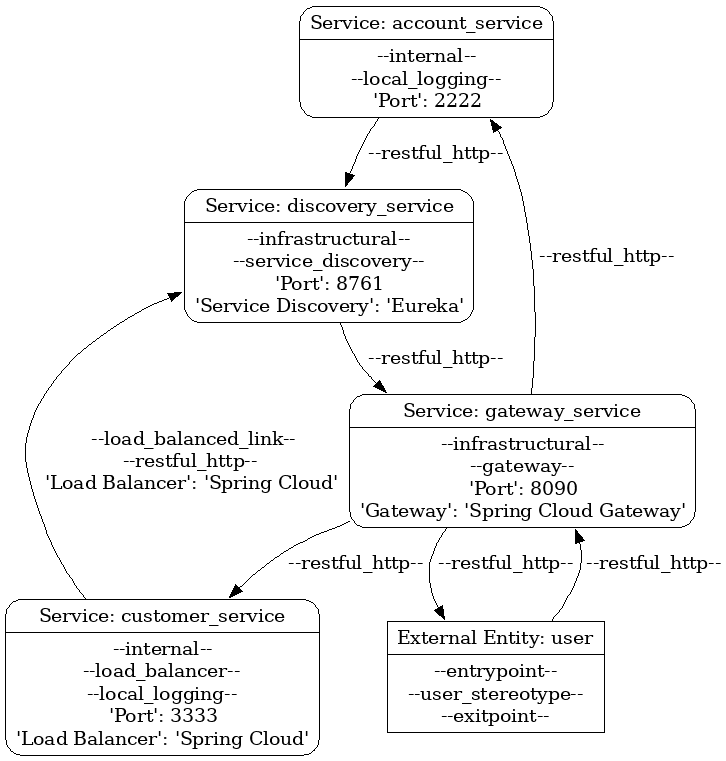 Service: account_service
--internal--
--local_logging--
'Port': 2222
--restful_http--
Service: discovery_service
--infrastructural--
--service_discovery--
'Port': 8761
'Service Discovery': 'Eureka'
--restful_http--
--restful_http--
Service: gateway_service
--infrastructural--
--gateway--
'Port': 8090
'Gateway': 'Spring Cloud Gateway'
--load_balanced_link--
--restful_http--
'Load Balancer': 'Spring Cloud'
--restful_http--
--restful_http--
--restful_http--
Service: customer_service
--internal--
--load_balancer--
--local_logging--
'Port': 3333
'Load Balancer': 'Spring Cloud'
External Entity: user
--entrypoint--
--user_stereotype--
--exitpoint--